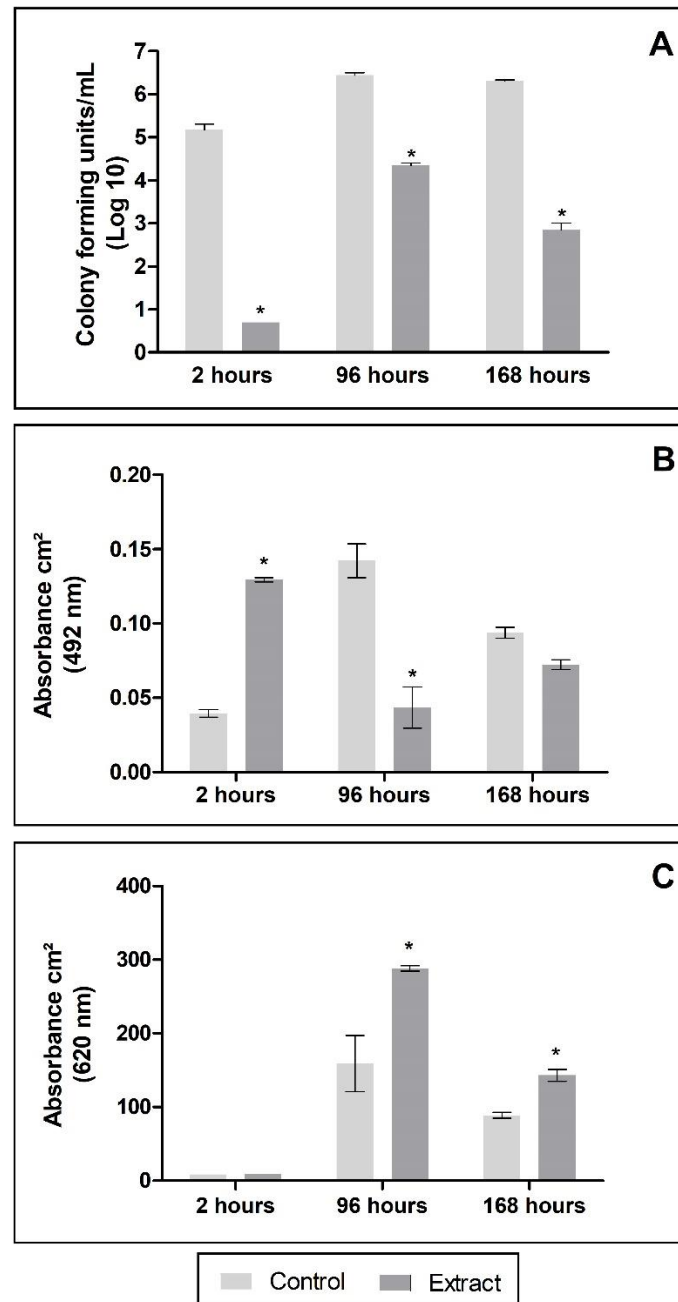 A
Colony forming units/mL
(Log 10)
7
6
5
4
3
2
1
0
*
*
*
2 hours 96 hours 168 hours
B
Absorbance cm²
(492 nm)
0.20
0.15
0.10
0.05
0.00
*
*
2 hours 96 hours 168 hours
C
Absorbance cm²
(620 nm)
400
300
200
100
0
*
*
2 hours 96 hours 168 hours
Control Extract